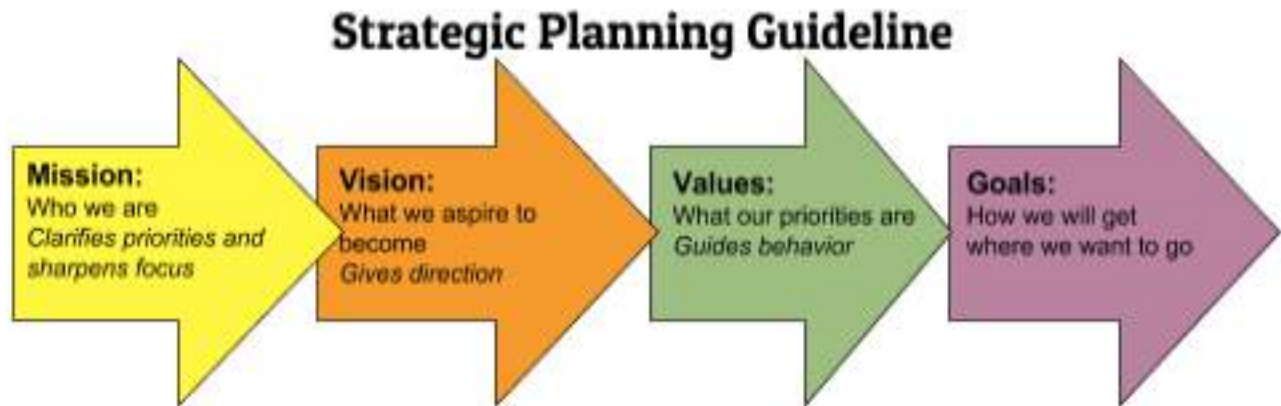 Strategic Planning Guideline
Mission:
Who we are
Clarifies priorities and
sharpens focus
Vision:
What we aspire to
become
Gives direction
Values:
What our priorities are
Guides behavior
Goals:
How we will get
where we want to go